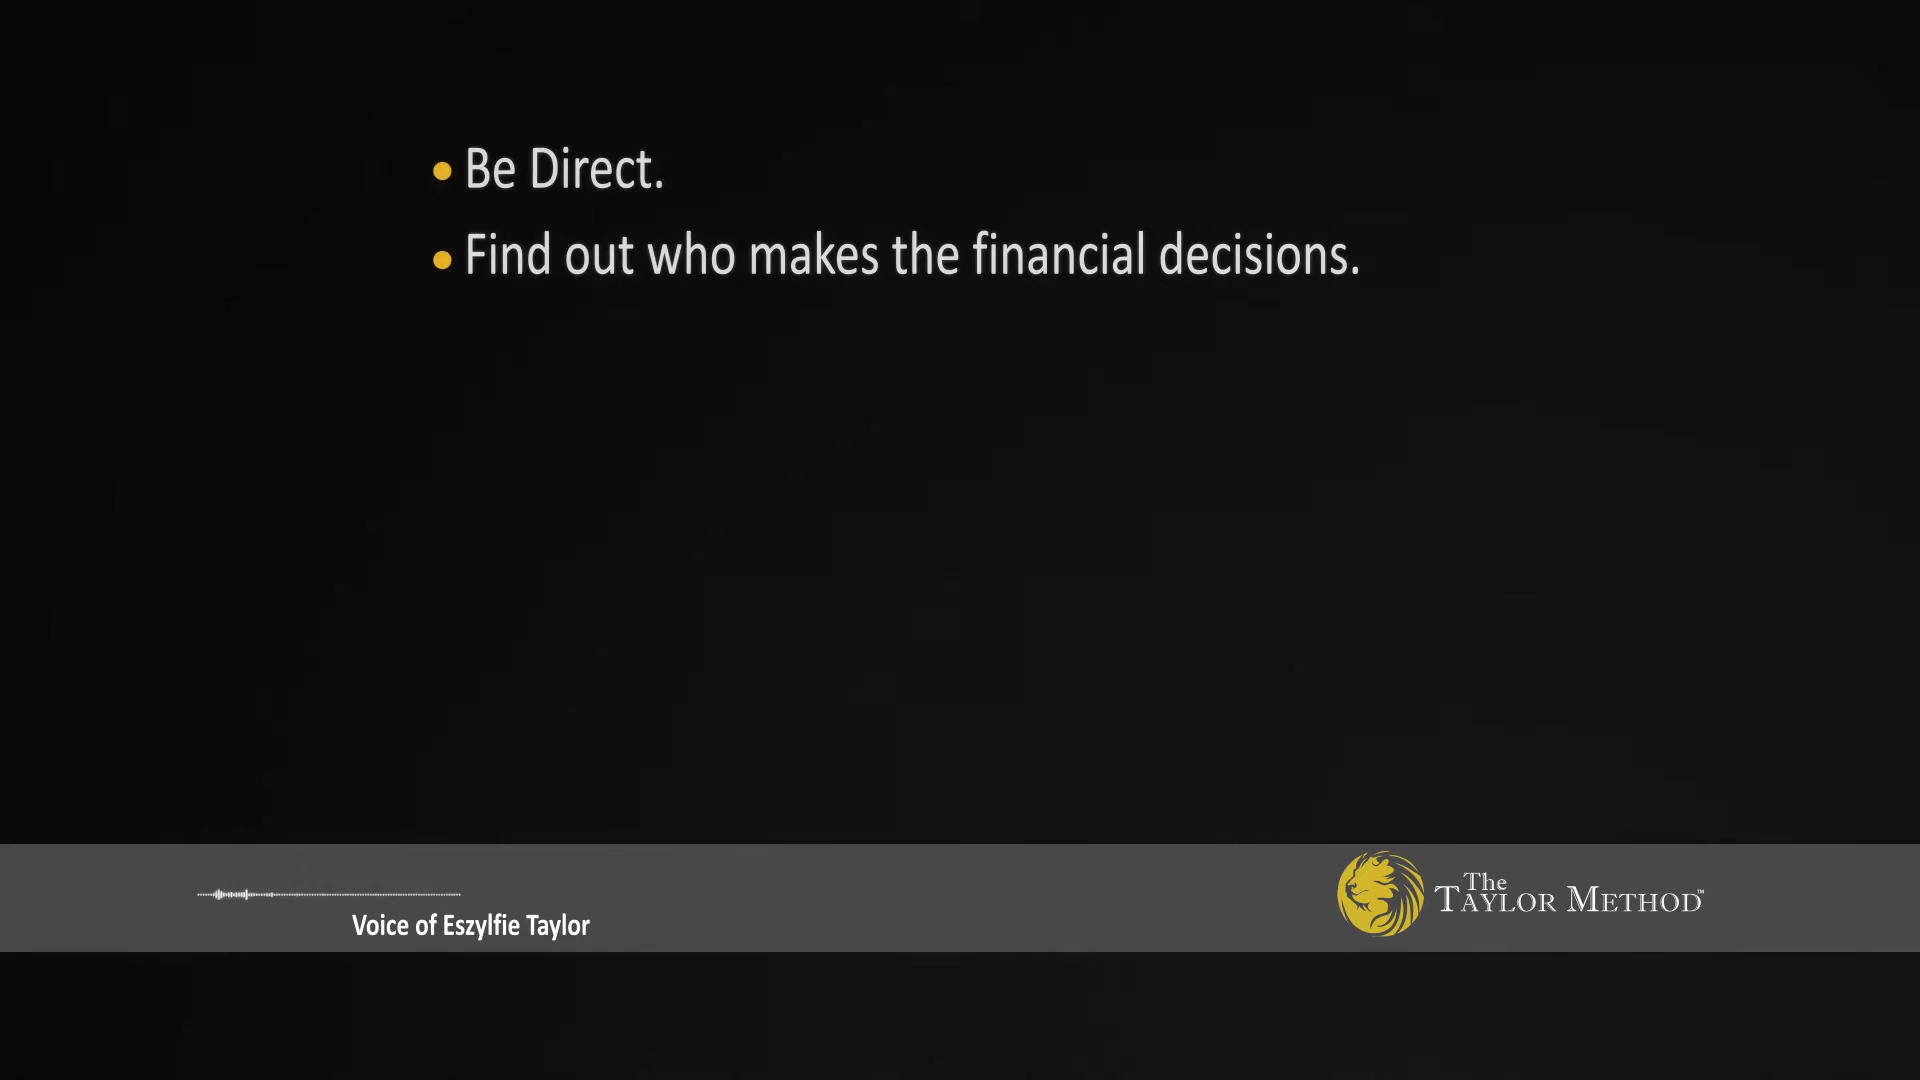 • Be Direct.
• Find out who makes the financial decisions.
Voice of Eszylfie Taylor
The
Taylor Method™